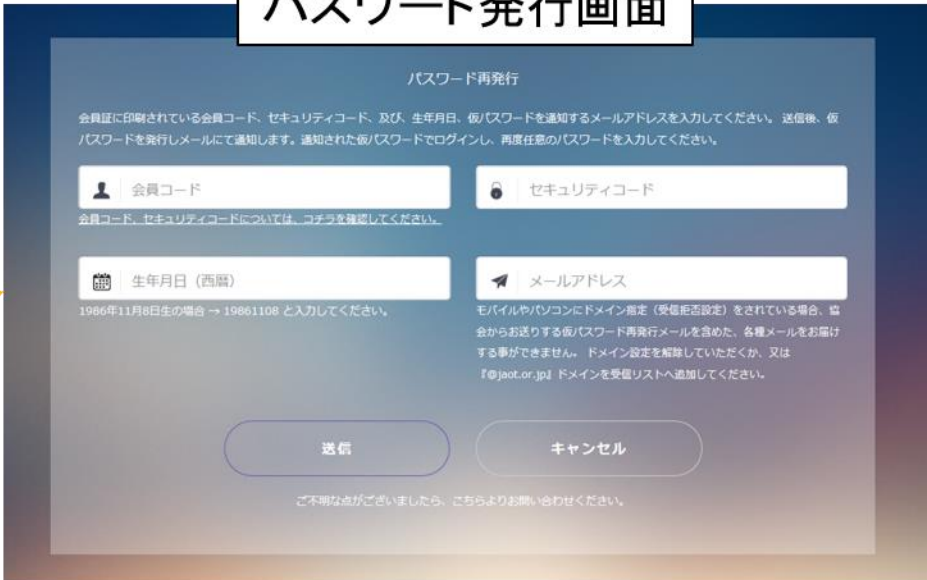 パスワード発行画面
パスワード再発行
会員証に印刷されている会員コード、セキュリティコード、及び、生年月日、仮パスワードを通知するメールアドレスを入力してください。 送信後、仮
パスワードを発行しメールにて通知します。通知された仮パスワードでログインし、再度任意のパスワードを入力してください。
会員コード
セキュリティコード
会員コード、セキュリティコードについては、コチラを確認してください。
生年月日（西暦）
メールアドレス
1986年11月8日生の場合 → 19861108 と入力してください。
モバイルやパソコンにドメイン指定（受信拒否設定）をされている場合、協
会からお送りする仮パスワード再発行メールを含めた、各種メールをお届け
する事ができません。 ドメイン設定を解除していただくか、又は
『@jaot.or.jp』ドメインを受信リストへ追加してください。
送信
キャンセル
ご不明な点がございましたら、こちらよりお問い合わせください。